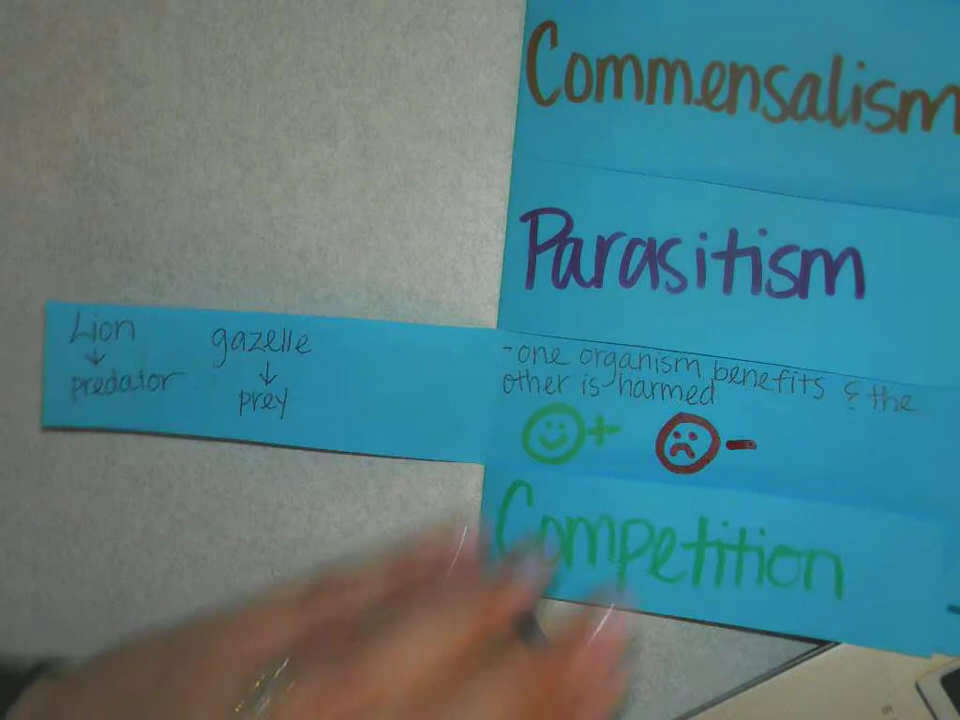 Commensalism
Parasitism
Lion gazelle
predator prey
-one organism benefits & the
other is harmed
+ -
Competition